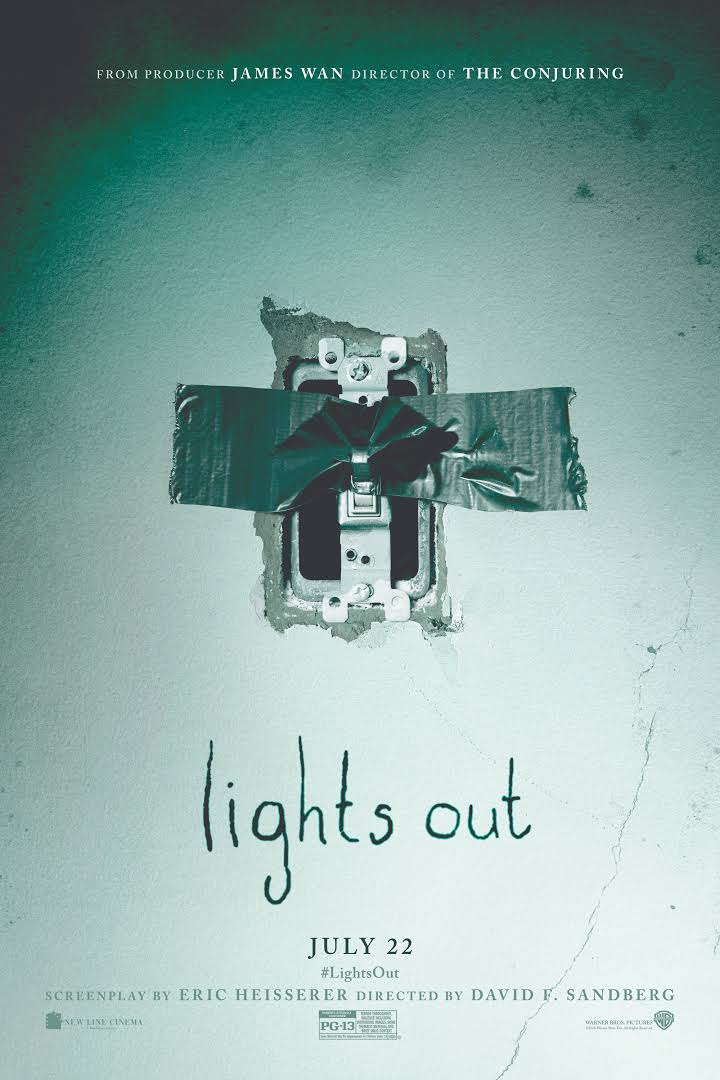 FROM PRODUCER JAMES WAN DIRECTOR OF THE CONJURING
lights out
JULY 22
#LightsOut
SCREENPLAY BY ERIC HEISSERER DIRECTED BY DAVID F. SANDBERG
NEW LINE CINEMA
PG-13
WARNER BROS. PICTURES